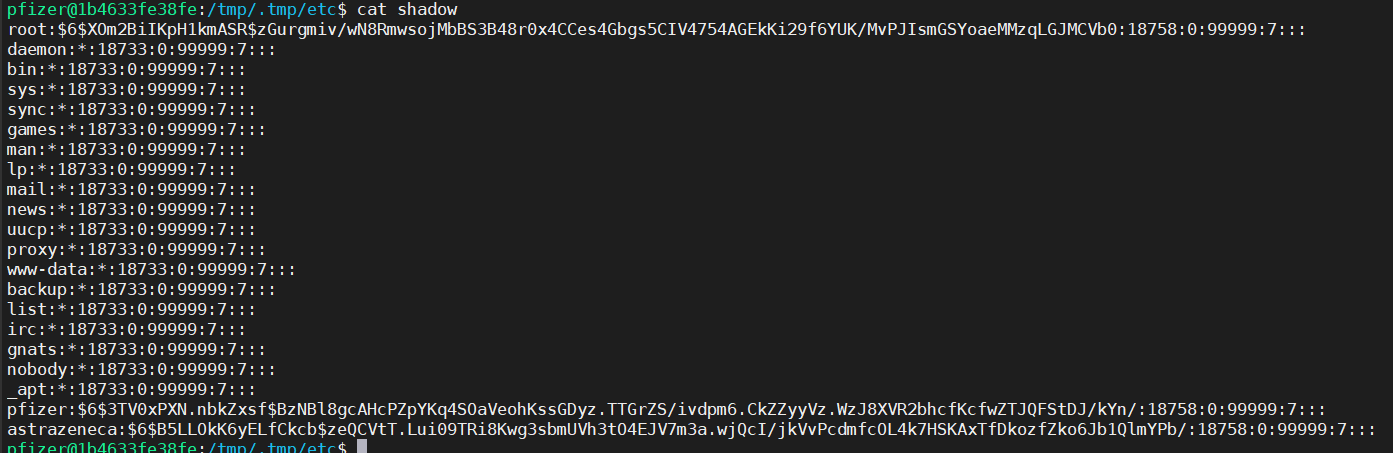 pfizer@1b4633fe38fe:/tmp/.tmp/etc$ cat shadow
root:$6$XOm2BiIKpH1kmASR$zGurgmiv/wN8RmwsojMbBS3B48r0x4CCes4Gbgs5CIV4754AGEkKi29f6YUK/MvPJIsmGSYoaeMMzqLGJMCVb0:18758:0:99999:7:::
daemon:*:18733:0:99999:7:::
bin:*:18733:0:99999:7:::
sys:*:18733:0:99999:7:::
sync:*:18733:0:99999:7:::
games:*:18733:0:99999:7:::
man:*:18733:0:99999:7:::
lp:*:18733:0:99999:7:::
mail:*:18733:0:99999:7:::
news:*:18733:0:99999:7:::
uucp:*:18733:0:99999:7:::
proxy:*:18733:0:99999:7:::
www-data:*:18733:0:99999:7:::
backup:*:18733:0:99999:7:::
list:*:18733:0:99999:7:::
irc:*:18733:0:99999:7:::
gnats:*:18733:0:99999:7:::
nobody:*:18733:0:99999:7:::
_apt:*:18733:0:99999:7:::
pfizer:$6$3TV0xPXN.nbkZxsf$BzNBl8gcAHcPZpYKq4SOaVeohKssGDyz.TTGrZS/ivdpm6.CkZZyyVz.WzJ8XVR2bhcfKcfwZTJQFStDJ/kYn/:18758:0:99999:7:::
astrazeneca:$6$B5LLOkK6yELfCkcb$zeQCVtT.Lui09TRi8Kwg3sbmUVh3tO4EJV7m3a.wjQcI/jkVvPcdmfcOL4k7HSKAxTfDkozfZko6Jb1QlmYPb/:18758:0:99999:7:::
pfizer@1b4633fe38fe:/tmp/.tmp/etc$